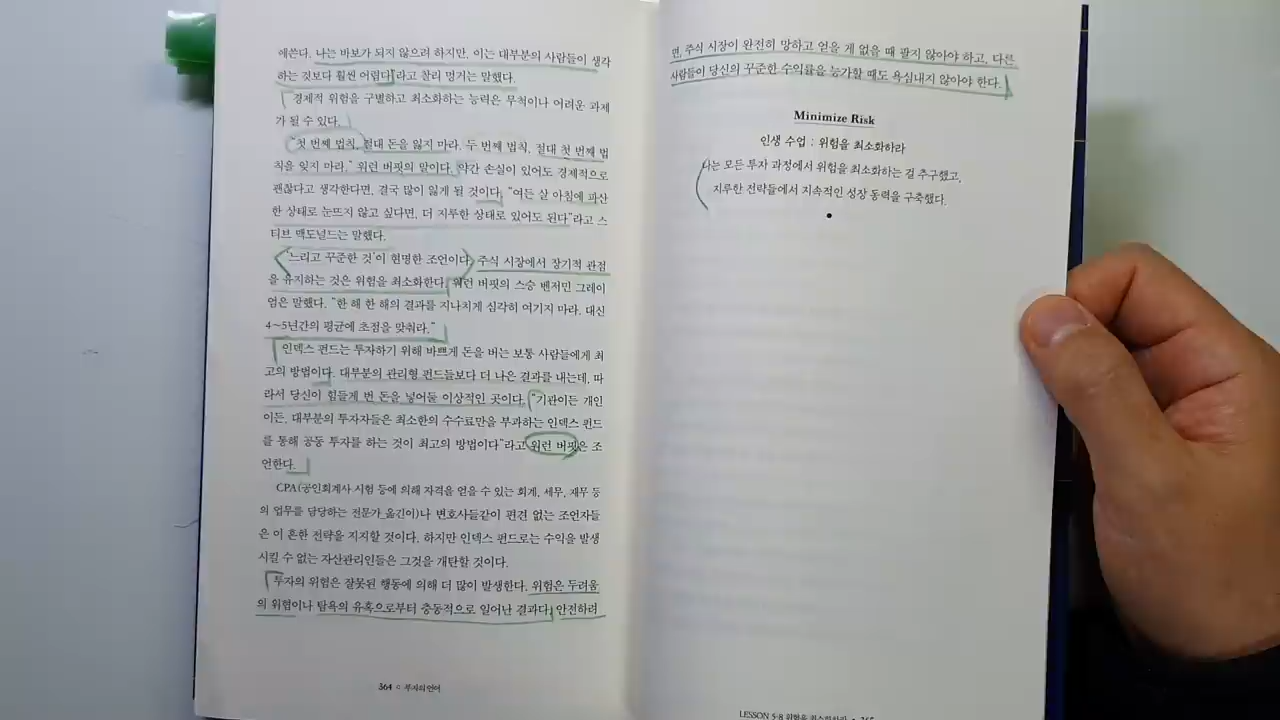 애쓴다. 나는 바보가 되지 않으려 하지만, 이는 대부분의 사람들이 생각
하는 것보다 훨씬 어렵다"라고 찰리 멍거는 말했다.
경제적 위험을 구별하고 최소화하는 능력은 무척이나 어려운 과제
가 될 수 있다.
"첫 번째 법칙, 절대 돈을 잃지 마라. 두 번째 법칙, 절대 첫 번째 법
칙을 잊지 마라." 워런 버핏의 말이다. 약간 손실이 있어도 경제적으로
괜찮다고 생각한다면, 결국 많이 잃게 될 것이다. "여든 살 아침에 파산
한 상태로 눈뜨지 않고 싶다면, 더 지루한 상태로 있어도 된다"라고 스
티브 맥도널드는 말했다.
'느리고 꾸준한 것'이 현명한 조언이다. 주식 시장에서 장기적 관점
을 유지하는 것은 위험을 최소화한다. 워런 버핏의 스승 벤저민 그레이
엄은 말했다. "한 해 한 해의 결과를 지나치게 심각히 여기지 마라. 대신
4~5년간의 평균에 초점을 맞춰라."
인덱스 펀드는 투자하기 위해 바쁘게 돈을 버는 보통 사람들에게 최
고의 방법이다. 대부분의 관리형 펀드들보다 더 나은 결과를 내는데, 따
라서 당신이 힘들게 번 돈을 넣어둘 이상적인 곳이다. "기관이든 개인
이든, 대부분의 투자자들은 최소한의 수수료만을 부과하는 인덱스 펀드
를 통해 공동 투자를 하는 것이 최고의 방법이다"라고 워런 버핏은 조
언한다.
CPA(공인회계사 시험 등에 의해 자격을 얻을 수 있는 회계, 세무, 재무 등
의 업무를 담당하는 전문가_옮긴이)나 변호사들같이 편견 없는 조언자들
은 이 흔한 전략을 지지할 것이다. 하지만 인덱스 펀드로는 수익을 발생
시킬 수 없는 자산관리인들은 그것을 개탄할 것이다.
투자의 위험은 잘못된 행동에 의해 더 많이 발생한다. 위험은 두려움
의 위협이나 탐욕의 유혹으로부터 충동적으로 일어난 결과다. 안전하려
364 ○ 투자의 언어
면, 주식 시장이 완전히 망하고 얻을 게 없을 때 팔지 않아야 하고, 다른
사람들이 당신의 꾸준한 수익률을 능가할 때도 욕심내지 않아야 한다.
Minimize Risk
인생 수업 : 위험을 최소화하라
나는 모든 투자 과정에서 위험을 최소화하는 걸 추구했고,
지루한 전략들에서 지속적인 성장 동력을 구축했다.
●
LESSON 5-8 위험을 최소화하라 • 365